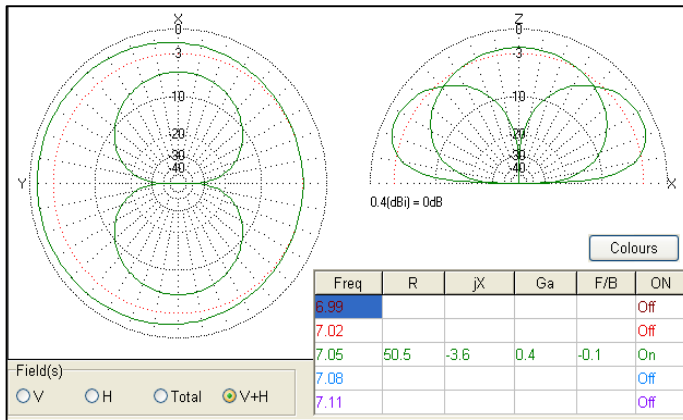 X
0
3
-10
-20
-30
-40
Y
Z
0
3
-10
-20
-30
-40
X
0.4(dBi) = 0dB
Colours
Freq R jX Ga F/B ON
6.99 Off
7.02 Off
7.05 50.5 -3.6 0.4 -0.1 On
7.08 Off
7.11 Off
Field(s)
V H Total V+H